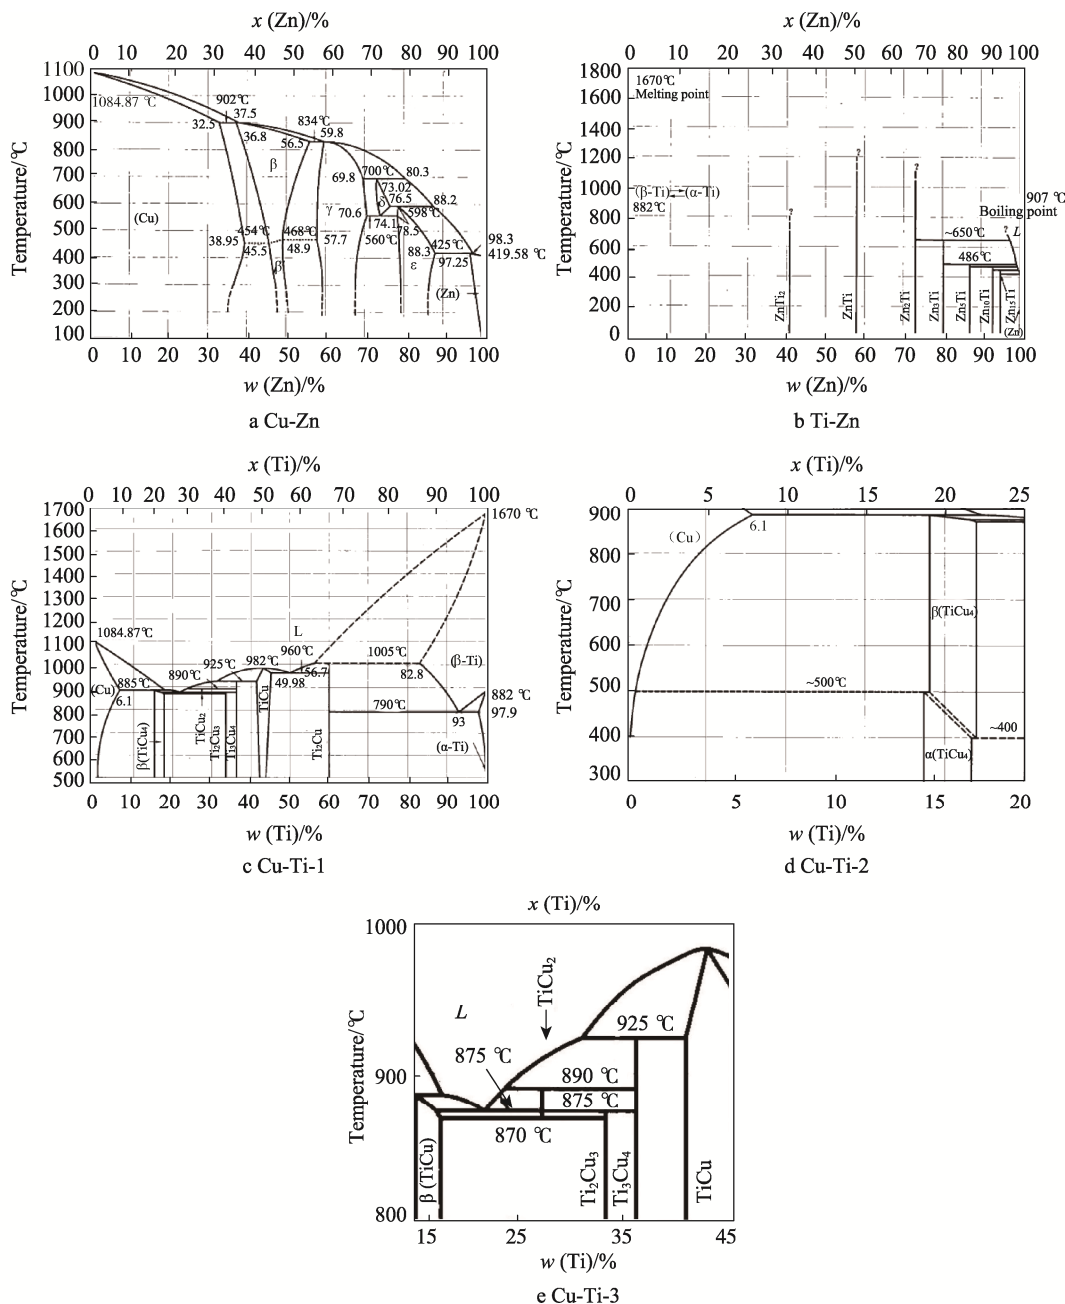 x (Zn)/%
0 10 20 30 40 50 60 70 80 90 100
Temperature/℃
1100
1000
900
800
700
600
500
400
300
200
100
1084.87 ℃
902℃
37.5
32.5
36.8
834℃
59.8
56.5
β
69.8
700℃
80.3
73.02
76.5
88.2
δ
598℃
78.5
(Cu)
γ
70.6
74.1
454℃
468℃
38.95
45.5
48.9
57.7
560℃
88.3
425℃
98.3
419.58 ℃
97.25
β′
ε
(Zn)
0 10 20 30 40 50 60 70 80 90 100
w (Zn)/%
a Cu-Zn
x (Zn)/%
0 10 20 30 40 50 60 70 80 90 100
Temperature/℃
1800
1600
1400
1200
1000
800
600
400
200
0
1670℃
Melting point
(β-Ti)⇌(α-Ti)
882℃
?
?
?
907 ℃
Boiling point
? L
~650℃
486℃
ZnTi2
ZnTi
Zn2Ti
Zn3Ti
Zn5Ti
Zn10Ti
Zn15Ti
(Zn)
0 10 20 30 40 50 60 70 80 90 100
w (Zn)/%
b Ti-Zn
x (Ti)/%
0 10 20 30 40 50 60 70 80 90 100
Temperature/℃
1700
1500
1400
1300
1200
1100
1000
900
800
700
600
500
1670 ℃
1084.87℃
L
960℃
982℃
925℃
1005℃
890℃
885℃
(Cu)
6.1
56.7
49.98
82.8
(β-Ti)
882 ℃
790℃
93
97.9
β(TiCu4)
TiCu2
Ti2Cu3
Ti3Cu4
TiCu
Ti2Cu
(α-Ti)
0 10 20 30 40 50 60 70 80 90 100
w (Ti)/%
c Cu-Ti-1
x (Ti)/%
0 5 10 15 20 25
Temperature/℃
900
800
700
600
500
400
300
（Cu）
6.1
β(TiCu4)
~500℃
~400
α(TiCu4)
0 5 10 15 20
w (Ti)/%
d Cu-Ti-2
x (Ti)/%
Temperature/℃
1000
900
800
L
TiCu2
925 ℃
875 ℃
890 ℃
875 ℃
870 ℃
β (TiCu)
Ti2Cu3
Ti3Cu4
TiCu
15 25 35 45
w (Ti)/%
e Cu-Ti-3